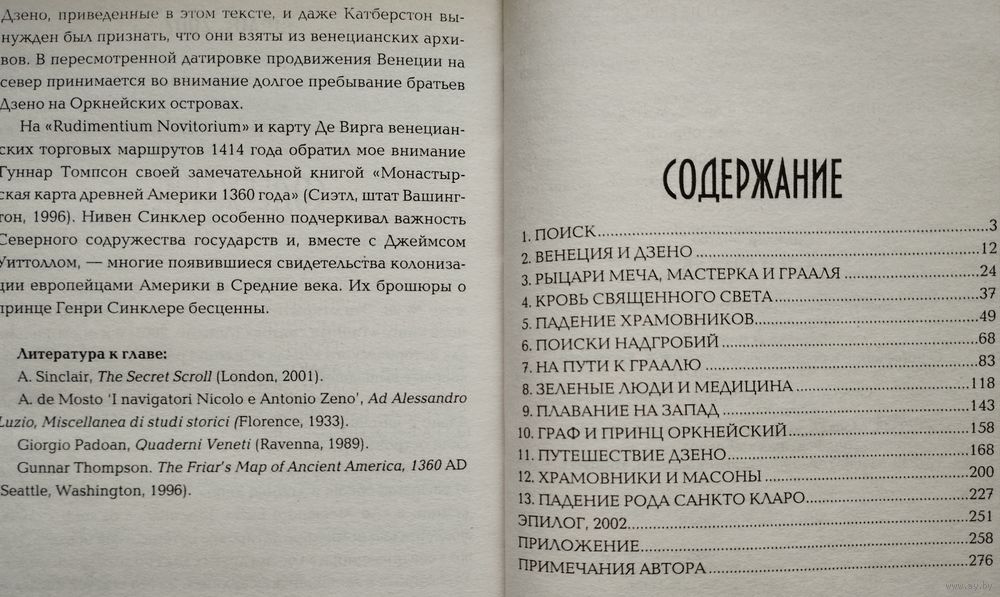 Дзено, приведенные в этом тексте, и даже Катберстон вы-
нужден был признать, что они взяты из венецианских архи-
вов. В пересмотренной датировке продвижения Венеции на
север принимается во внимание долгое пребывание братьев
Дзено на Оркнейских островах.
На «Rudimentium Novitorium» и карту Де Вирга венециан-
ских торговых маршрутов 1414 года обратил мое внимание
Гуннар Томпсон своей замечательной книгой «Монастыр-
ская карта древней Америки 1360 года» (Сиэтл, штат Вашинг-
тон, 1996). Нивен Синклер особенно подчеркивал важность
Северного содружества государств и, вместе с Джеймсом
Уиттоллом, — многие появившиеся свидетельства колониза-
ции европейцами Америки в Средние века. Их брошюры о
принце Генри Синклере бесценны.
Литература к главе:
A. Sinclair, The Secret Scroll (London, 2001).
A. de Mosto 'I navigatori Nicolo e Antonio Zeno', Ad Alessandro
Luzio, Miscellanea di studi storici (Florence, 1933).
Giorgio Padoan, Quaderni Veneti (Ravenna, 1989).
Gunnar Thompson. The Friar's Map of Ancient America, 1360 AD
(Seattle, Washington, 1996).
СОДЕРЖАНИЕ
1. ПОИСК...3
2. ВЕНЕЦИЯ И ДЗЕНО...12
3. РЫЦАРИ МЕЧА, МАСТЕРКА И ГРААЛЯ...24
4. КРОВЬ СВЯЩЕННОГО СВЕТА...37
5. ПАДЕНИЕ ХРАМОВНИКОВ...49
6. ПОИСКИ НАДГРОБИЙ...68
7. НА ПУТИ К ГРААЛЮ...83
8. ЗЕЛЕНЫЕ ЛЮДИ И МЕДИЦИНА...118
9. ПЛАВАНИЕ НА ЗАПАД...143
10. ГРАФ И ПРИНЦ ОРКНЕЙСКИЙ...158
11. ПУТЕШЕСТВИЕ ДЗЕНО...168
12. ХРАМОВНИКИ И МАСОНЫ...200
13. ПАДЕНИЕ РОДА САНКТО КЛАРО...227
ЭПИЛОГ, 2002...251
ПРИЛОЖЕНИЕ...258
ПРИМЕЧАНИЯ АВТОРА...276
www.ay.by